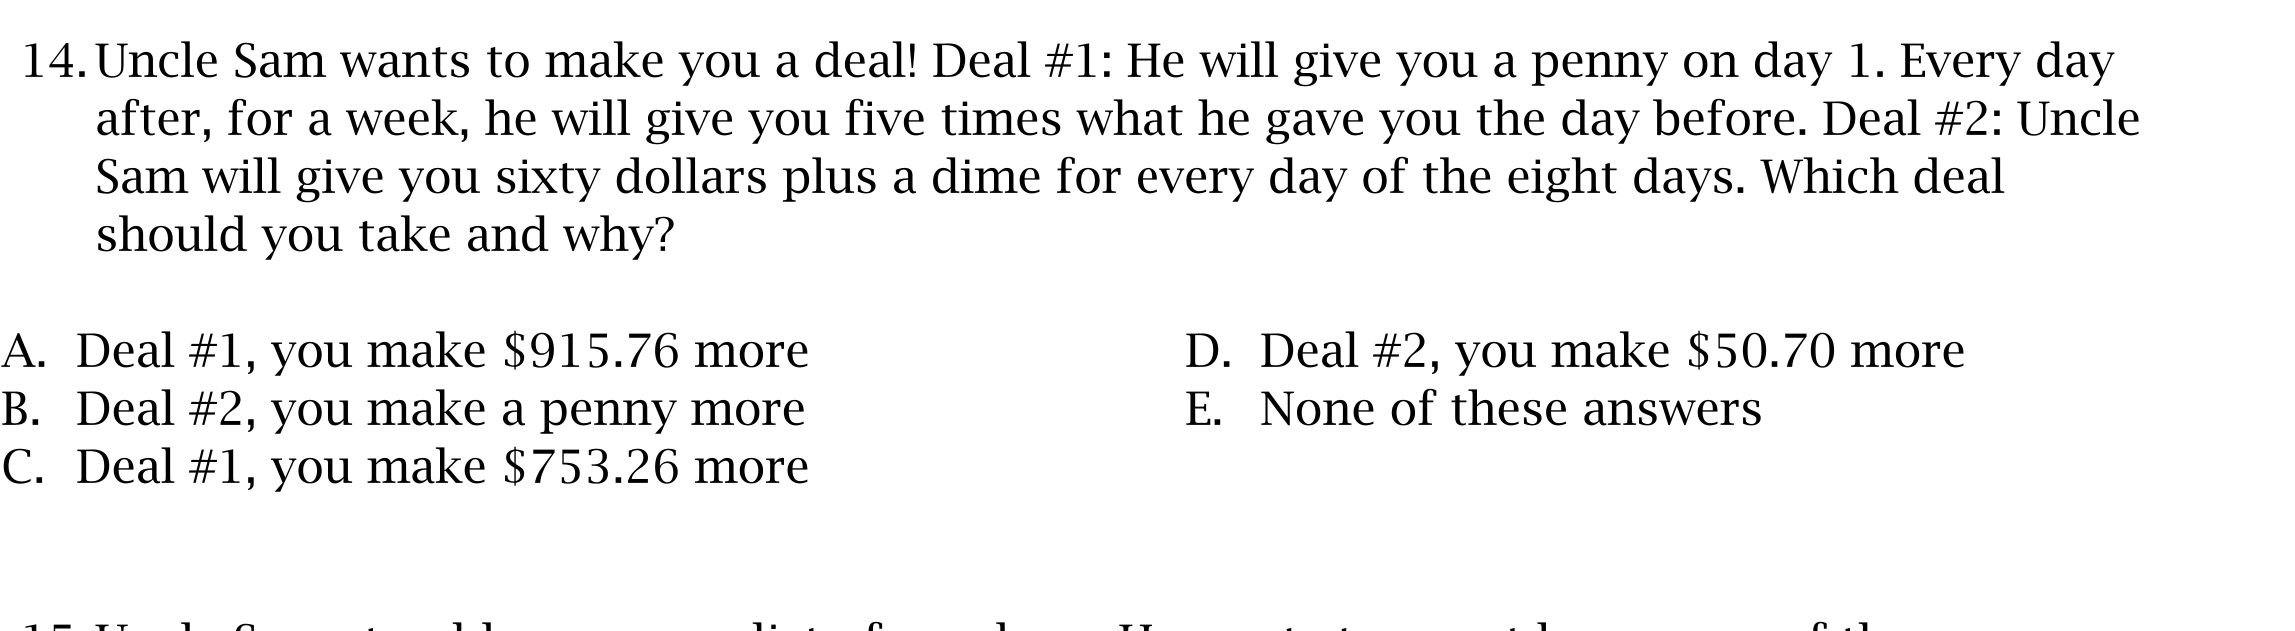 14. Uncle Sam wants to make you a deal! Deal #1: He will give you a penny on day 1. Every day
after, for a week, he will give you five times what he gave you the day before. Deal #2: Uncle
Sam will give you sixty dollars plus a dime for every day of the eight days. Which deal
should you take and why?
A. Deal #1, you make $915.76 more
B. Deal #2, you make a penny more
C. Deal #1, you make $753.26 more
D. Deal #2, you make $50.70 more
E. None of these answers